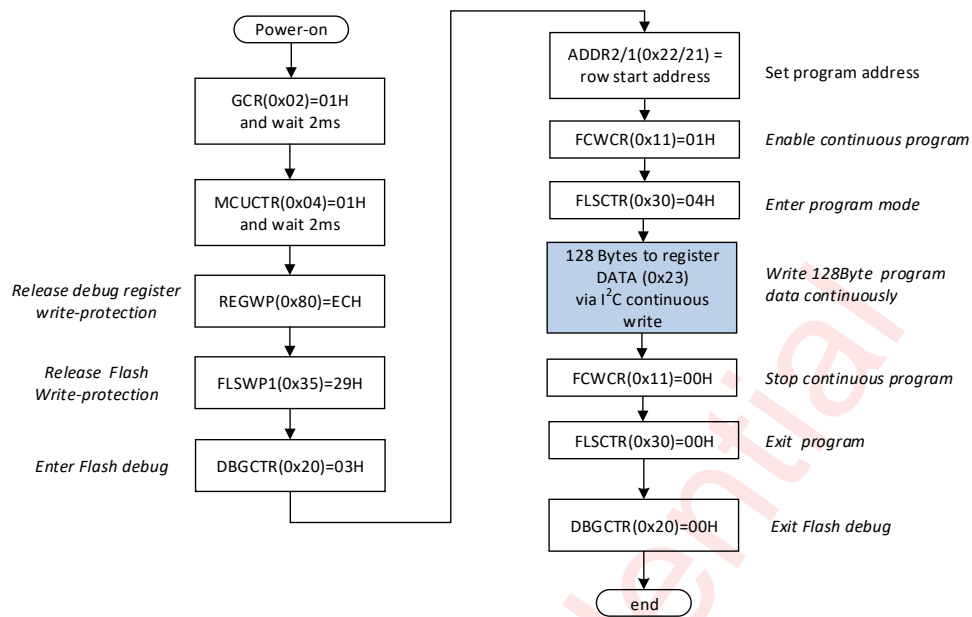 Power-on
GCR(0x02)=01H
and wait 2ms
MCUCTR(0x04)=01H
and wait 2ms
Release debug register
write-protection
REGWP(0x80)=ECH
Release Flash
Write-protection
FLSWP1(0x35)=29H
Enter Flash debug
DBGCTR(0x20)=03H
ADDR2/1(0x22/21) =
row start address
Set program address
FCWCR(0x11)=01H
Enable continuous program
FLSCTR(0x30)=04H
Enter program mode
128 Bytes to register
DATA (0x23)
via I²C continuous
write
Write 128Byte program
data continuously
FCWCR(0x11)=00H
Stop continuous program
FLSCTR(0x30)=00H
Exit program
DBGCTR(0x20)=00H
Exit Flash debug
end
dential